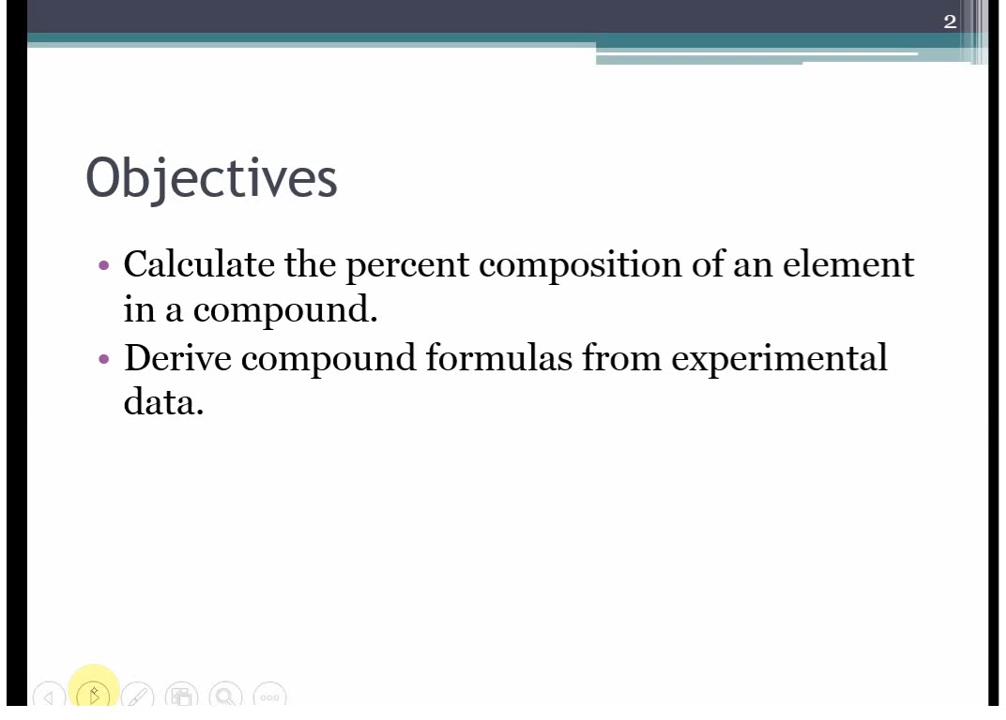 2
Objectives
• Calculate the percent composition of an element
in a compound.
• Derive compound formulas from experimental
data.